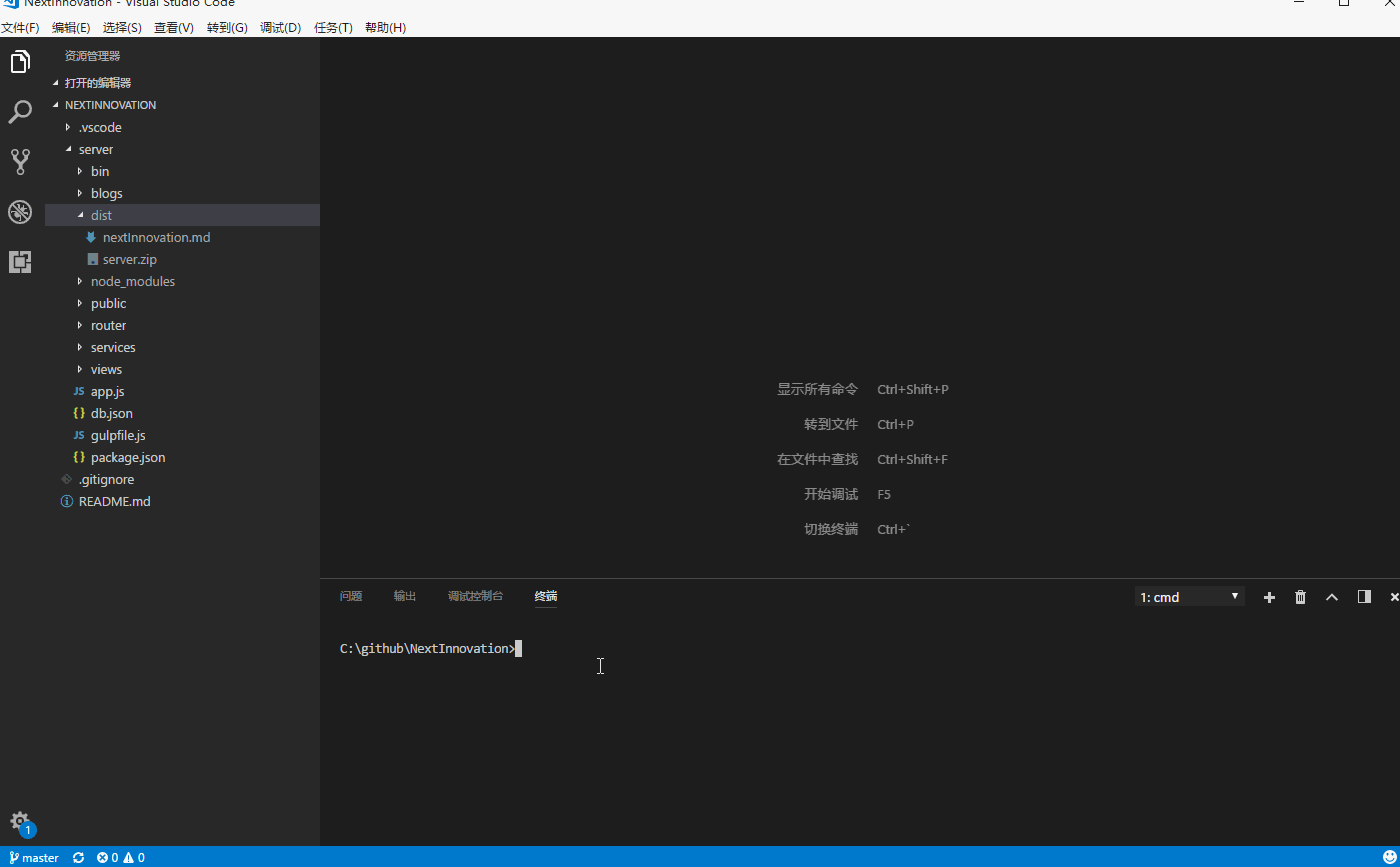 NextInnovation - Visual Studio Code
文件(F) 编辑(E) 选择(S) 查看(V) 转到(G) 调试(D) 任务(T) 帮助(H)
资源管理器
打开的编辑器
NEXTINNOVATION
.vscode
server
bin
blogs
dist
nextInnovation.md
server.zip
node_modules
public
router
services
views
JS app.js
{} db.json
JS gulpfile.js
{} package.json
.gitignore
README.md
显示所有命令 Ctrl+Shift+P
转到文件 Ctrl+P
在文件中查找 Ctrl+Shift+F
开始调试 F5
切换终端 Ctrl+`
问题 输出 调试控制台 终端 1: cmd
C:\github\NextInnovation>
1
master 0 0